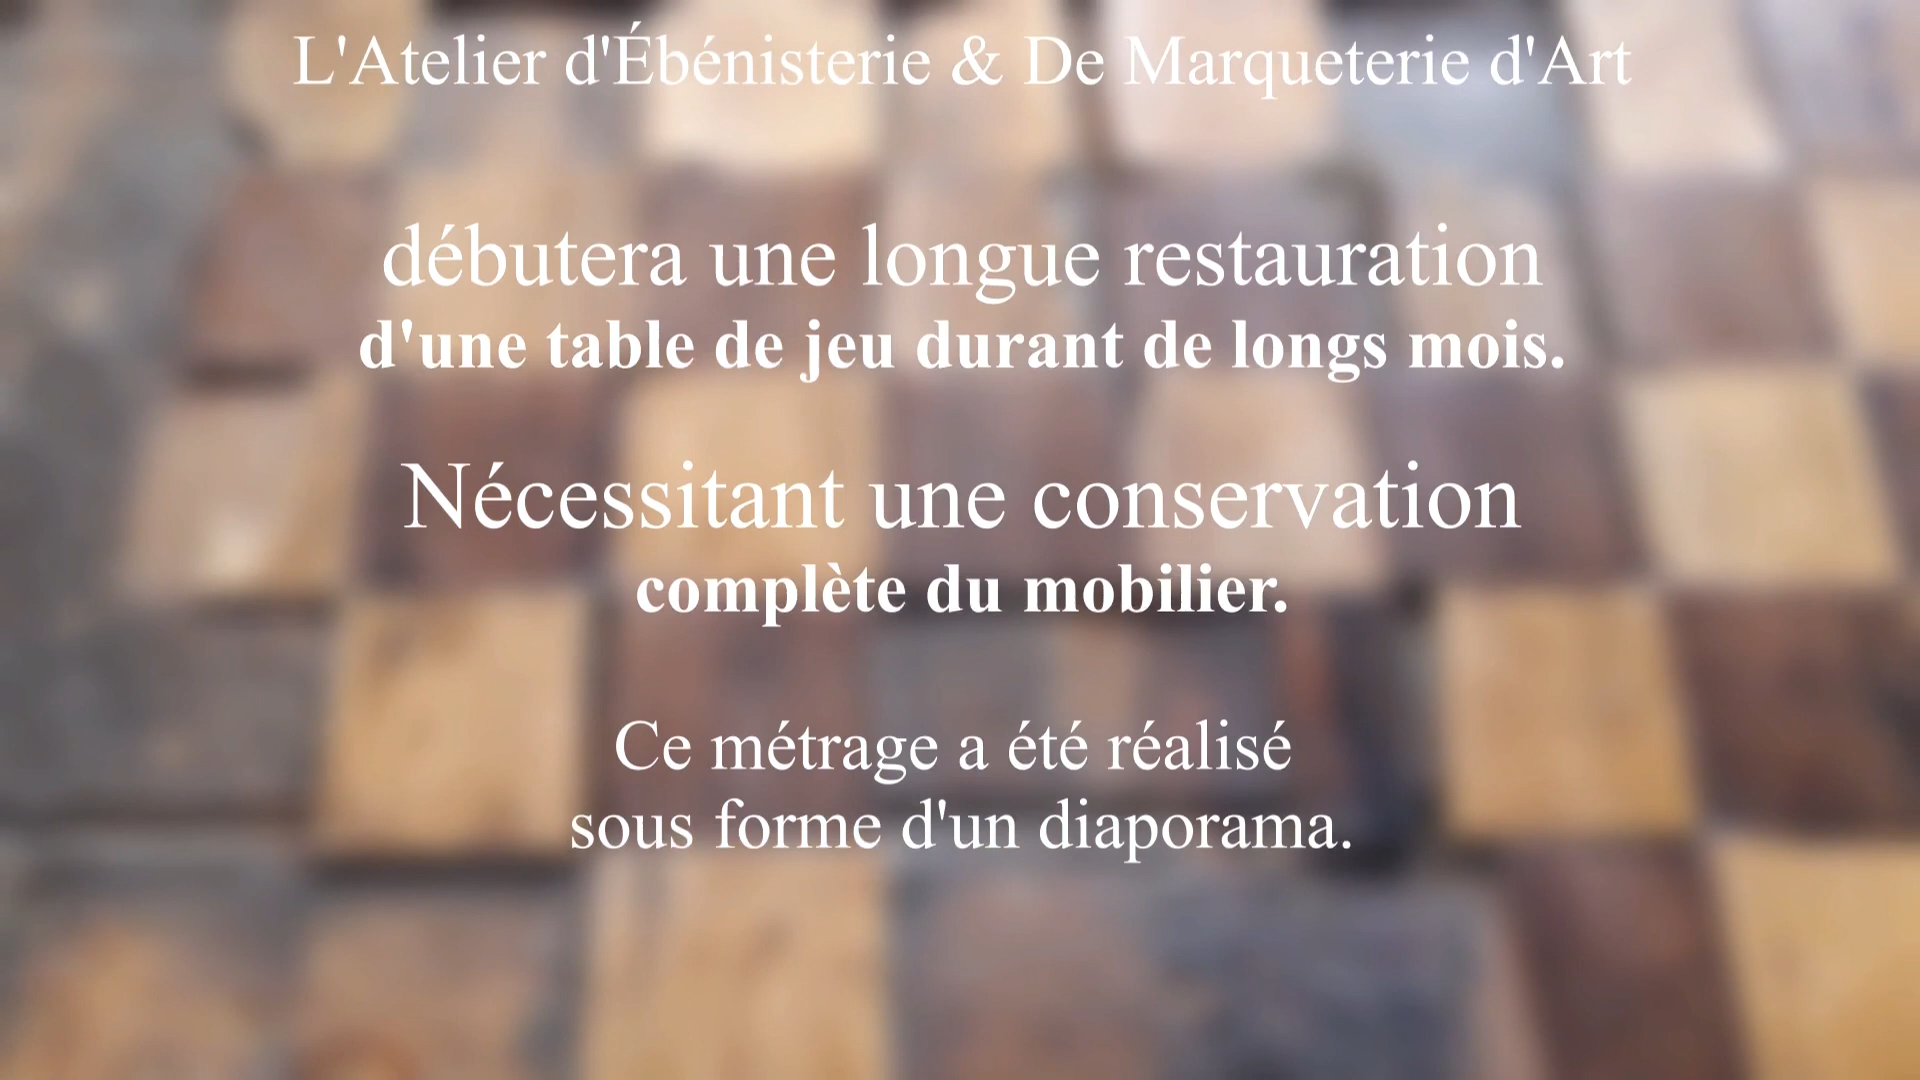 L'Atelier d'Ébénisterie & De Marqueterie d'Art
débutera une longue restauration
d'une table de jeu durant de longs mois.
Nécessitant une conservation
complète du mobilier.
Ce métrage a été réalisé
sous forme d'un diaporama.